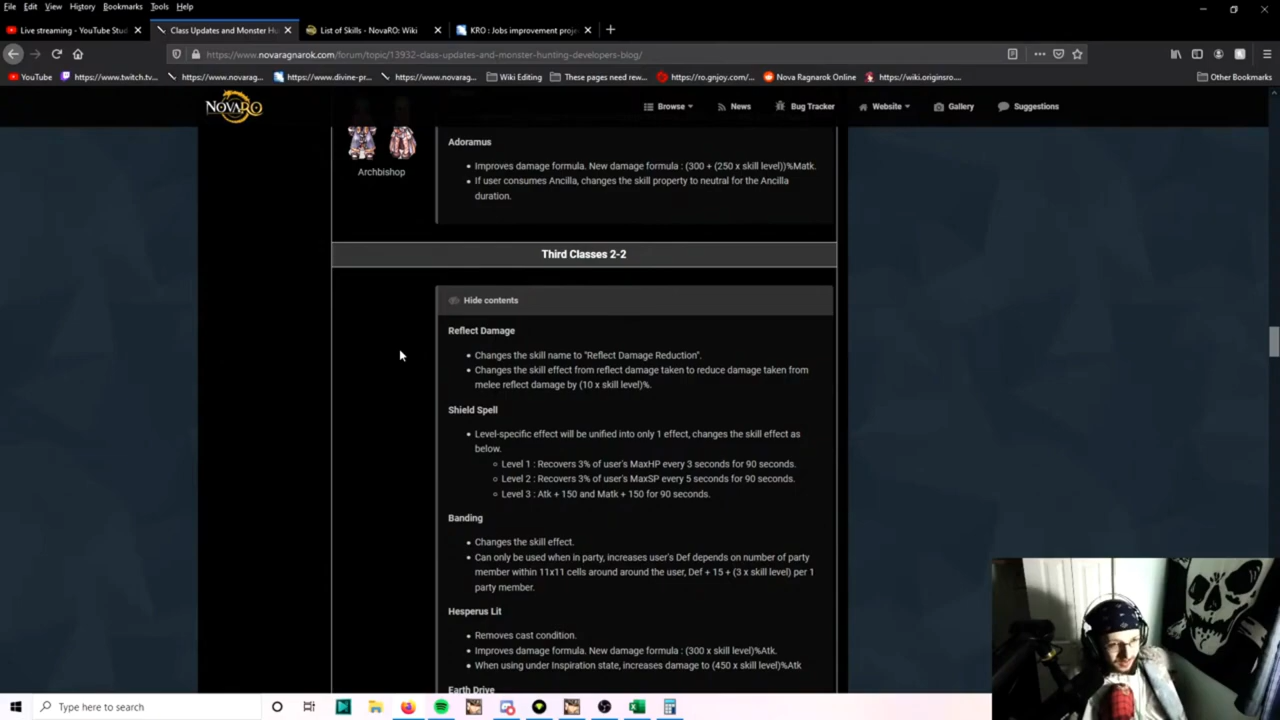 File Edit View History Bookmarks Tools Help
Live streaming - YouTube Stud
Class Updates and Monster Hu
List of Skills - NovaRO: Wiki
KRO : Jobs improvement proje
https://www.novaragnarok.com/forum/topic/13932-class-updates-and-monster-hunting-developers-blog/
YouTube https://www.twitch.tv... https://www.novarag... https://www.divine-pr... https://www.novarag... Wiki Editing These pages need rew... https://ro.gnjoy.com/... Nova Ragnarok Online https://wiki.originsro... Other Bookmarks
NOVARO Browse News Bug Tracker Website Gallery Suggestions
Adoramus
Improves damage formula. New damage formula : (300 + (250 x skill level))%Matk.
If user consumes Ancilla, changes the skill property to neutral for the Ancilla
duration.
Archbishop
Third Classes 2-2
Hide contents
Reflect Damage
Changes the skill name to "Reflect Damage Reduction".
Changes the skill effect from reflect damage taken to reduce damage taken from
melee reflect damage by (10 x skill level)%.
Shield Spell
Level-specific effect will be unified into only 1 effect, changes the skill effect as
below.
Level 1 : Recovers 3% of user's MaxHP every 3 seconds for 90 seconds.
Level 2 : Recovers 3% of user's MaxSP every 5 seconds for 90 seconds.
Level 3 : Atk + 150 and Matk + 150 for 90 seconds.
Banding
Changes the skill effect.
Can only be used when in party, increases user's Def depends on number of party
member within 11x11 cells around around the user, Def + 15 + (3 x skill level) per 1
party member.
Hesperus Lit
Removes cast condition.
Improves damage formula. New damage formula : (300 x skill level)%Atk.
When using under Inspiration state, increases damage to (450 x skill level)%Atk
Earth Drive
Type here to search